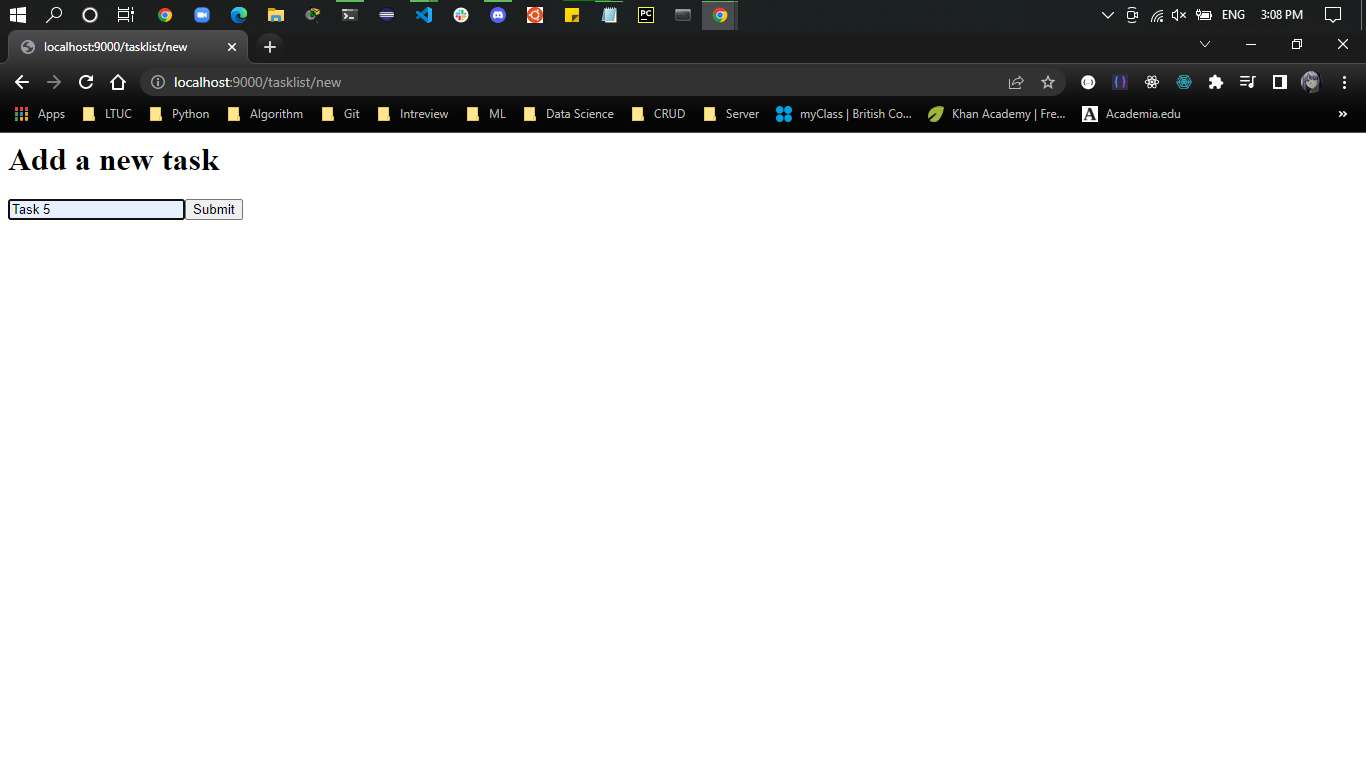 PC
ENG 3:08 PM
localhost:9000/tasklist/new
localhost:9000/tasklist/new
Apps LTUC Python Algorithm Git Intreview ML Data Science CRUD Server myClass | British Co... Khan Academy | Fre... A Academia.edu »
Add a new task
Task 5 Submit